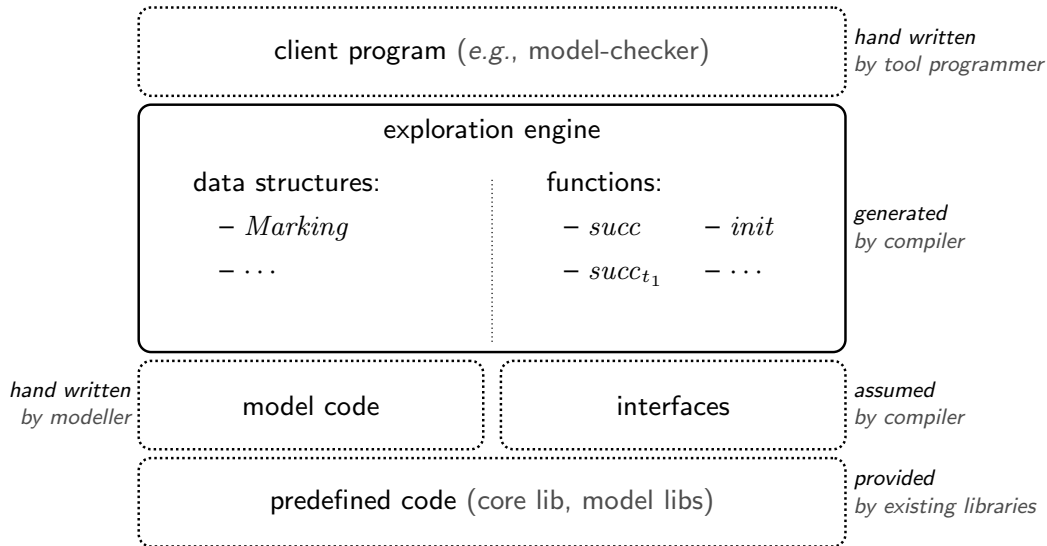 client program (e.g., model-checker)
hand written
by tool programmer
exploration engine
data structures:
– Marking
– ···
functions:
– succ – init
– succ_{t_1} – ···
generated
by compiler
hand written
by modeller
model code
interfaces
assumed
by compiler
predefined code (core lib, model libs)
provided
by existing libraries